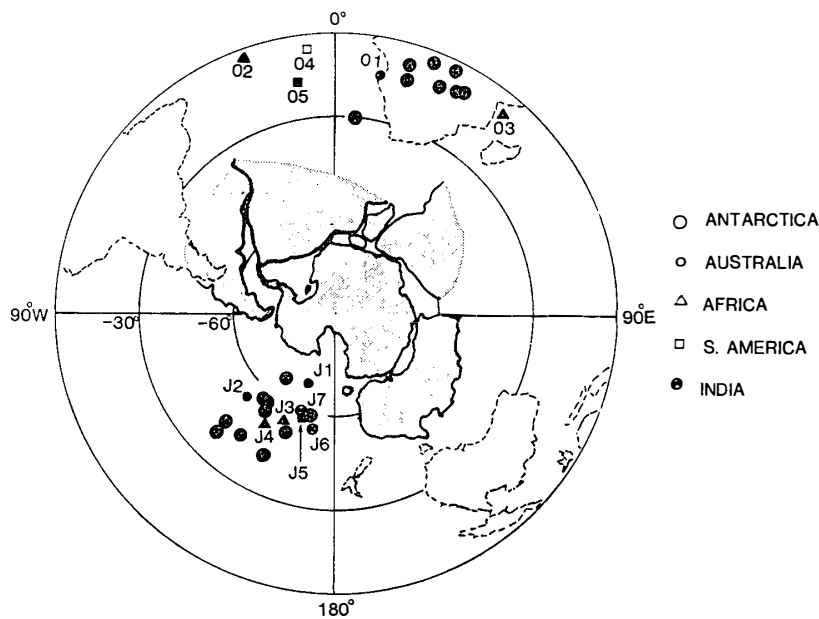 0°
02
04
05
01
03
90°W
-30°
-60°
90°E
J1
J2
J7
J3
J4
J6
J5
180°
ANTARCTICA
AUSTRALIA
AFRICA
S. AMERICA
INDIA